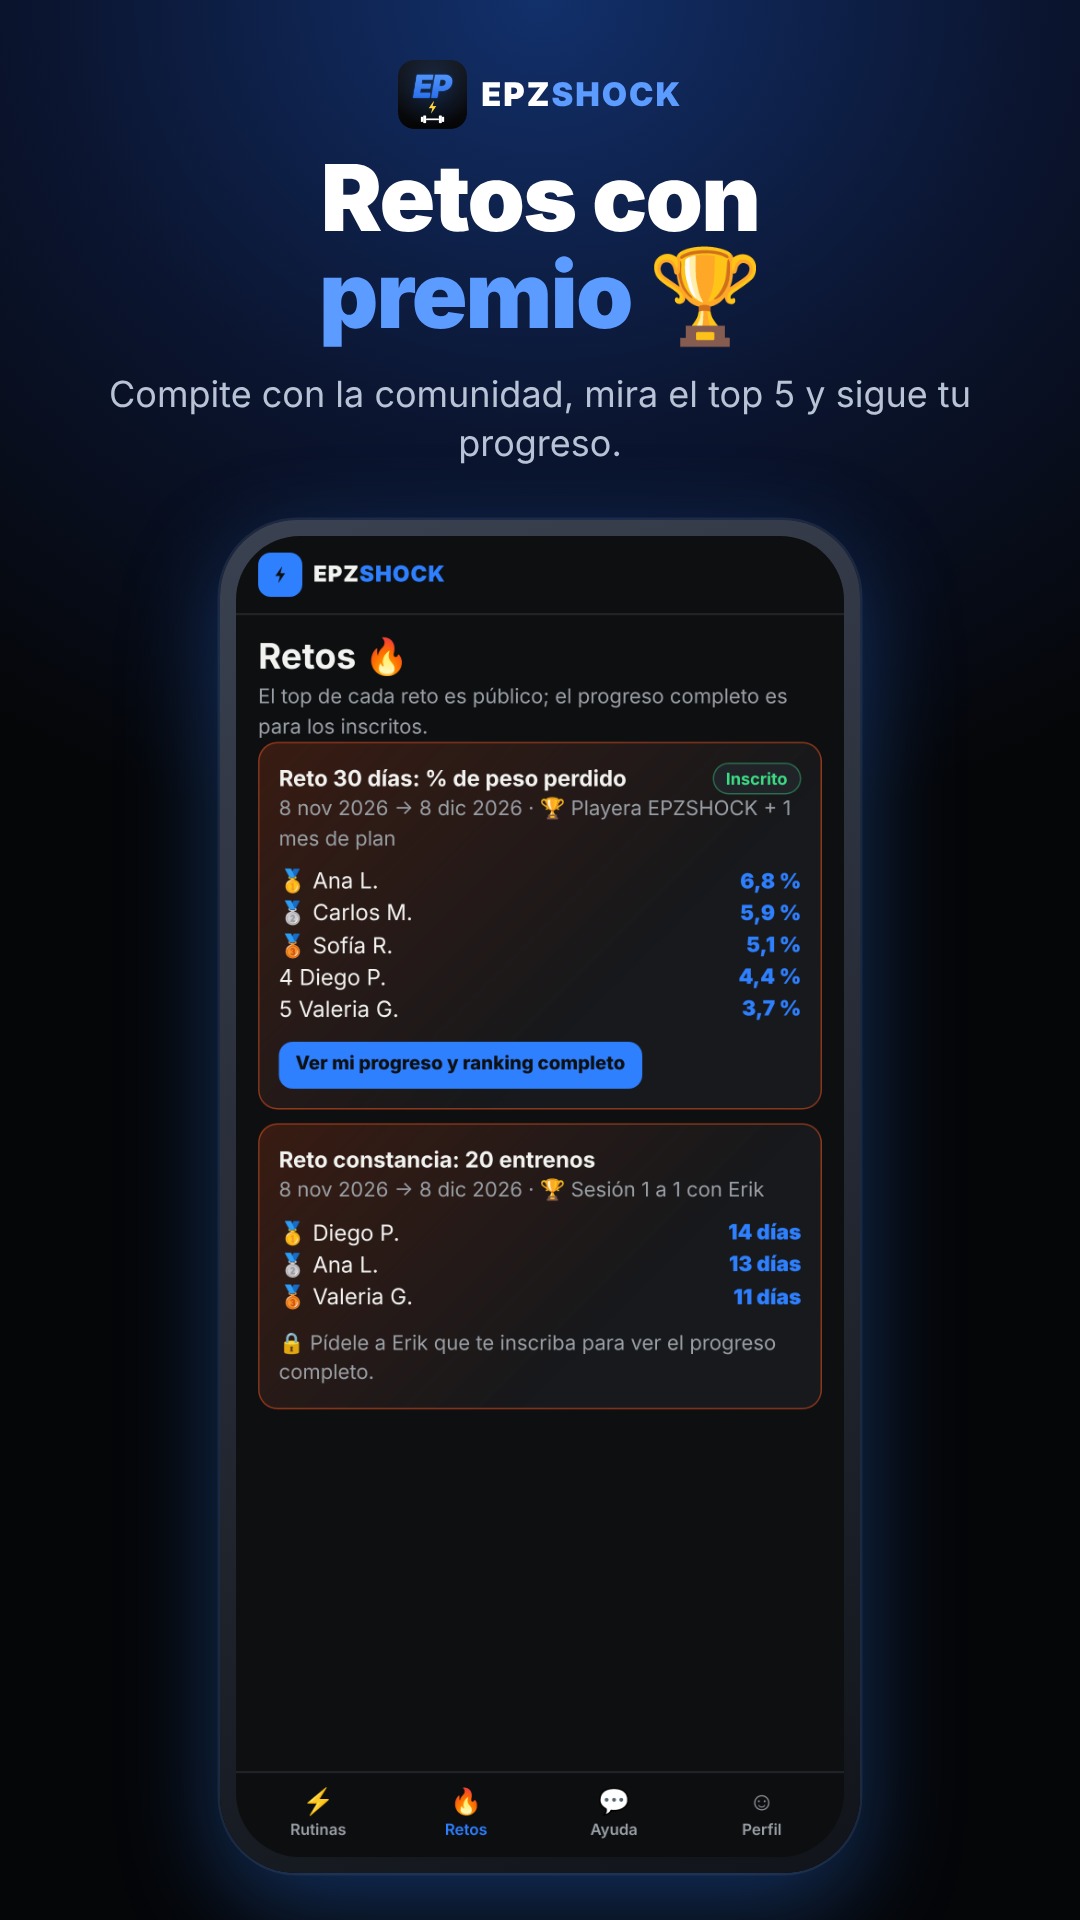 EP
EPZSHOCK
Retos con
premio 🏆
Compite con la comunidad, mira el top 5 y sigue tu
progreso.
EPZSHOCK
Retos 🔥
El top de cada reto es público; el progreso completo es
para los inscritos.
Reto 30 días: % de peso perdido
Inscrito
8 nov 2026 → 8 dic 2026 · 🏆 Playera EPZSHOCK + 1
mes de plan
🥇 Ana L. 6,8 %
🥈 Carlos M. 5,9 %
🥉 Sofía R. 5,1 %
4 Diego P. 4,4 %
5 Valeria G. 3,7 %
Ver mi progreso y ranking completo
Reto constancia: 20 entrenos
8 nov 2026 → 8 dic 2026 · 🏆 Sesión 1 a 1 con Erik
🥇 Diego P. 14 días
🥈 Ana L. 13 días
🥉 Valeria G. 11 días
🔒 Pídele a Erik que te inscriba para ver el progreso
completo.
Rutinas Retos Ayuda Perfil